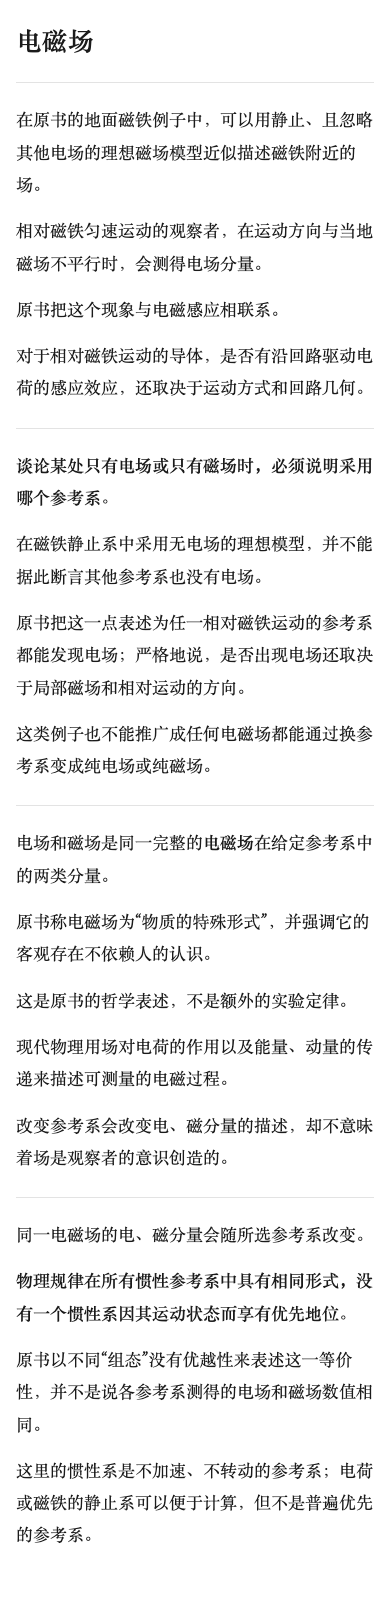 电磁场
在原书的地面磁铁例子中，可以用静止、且忽略
其他电场的理想磁场模型近似描述磁铁附近的
场。
相对磁铁匀速运动的观察者，在运动方向与当地
磁场不平行时，会测得电场分量。
原书把这个现象与电磁感应相联系。
对于相对磁铁运动的导体，是否有沿回路驱动电
荷的感应效应，还取决于运动方式和回路几何。
谈论某处只有电场或只有磁场时，必须说明采用
哪个参考系。
在磁铁静止系中采用无电场的理想模型，并不能
据此断言其他参考系也没有电场。
原书把这一点表述为任一相对磁铁运动的参考系
都能发现电场；严格地说，是否出现电场还取决
于局部磁场和相对运动的方向。
这类例子也不能推广成任何电磁场都能通过换参
考系变成纯电场或纯磁场。
电场和磁场是同一完整的电磁场在给定参考系中
的两类分量。
原书称电磁场为“物质的特殊形式”，并强调它的
客观存在不依赖人的认识。
这是原书的哲学表述，不是额外的实验定律。
现代物理用场对电荷的作用以及能量、动量的传
递来描述可测量的电磁过程。
改变参考系会改变电、磁分量的描述，却不意味
着场是观察者的意识创造的。
同一电磁场的电、磁分量会随所选参考系改变。
物理规律在所有惯性参考系中具有相同形式，没
有一个惯性系因其运动状态而享有优先地位。
原书以不同“组态”没有优越性来表述这一等价
性，并不是说各参考系测得的电场和磁场数值相
同。
这里的惯性系是不加速、不转动的参考系；电荷
或磁铁的静止系可以便于计算，但不是普遍优先
的参考系。